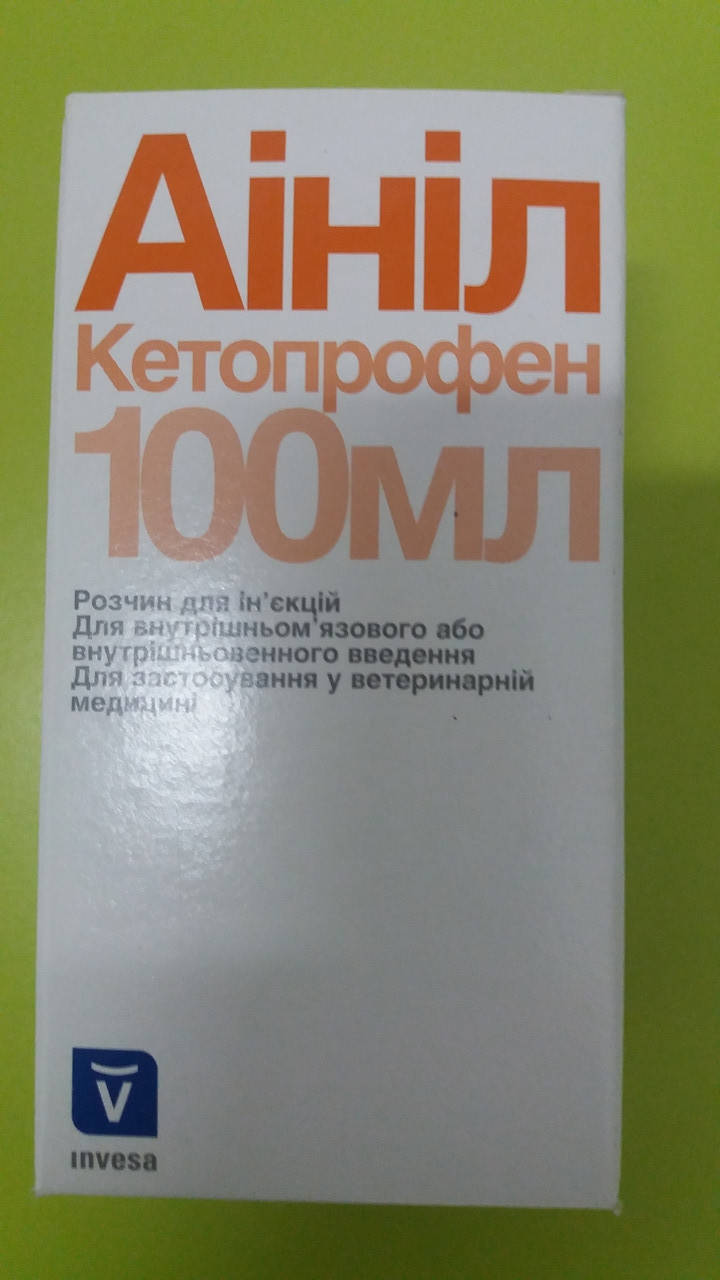 Аініл
Кетопрофен
100мл
Розчин для ін'єкцій
Для внутрішньом'язового або
внутрішньовенного введення
Для застосування у ветеринарній
медицині
v
invesa